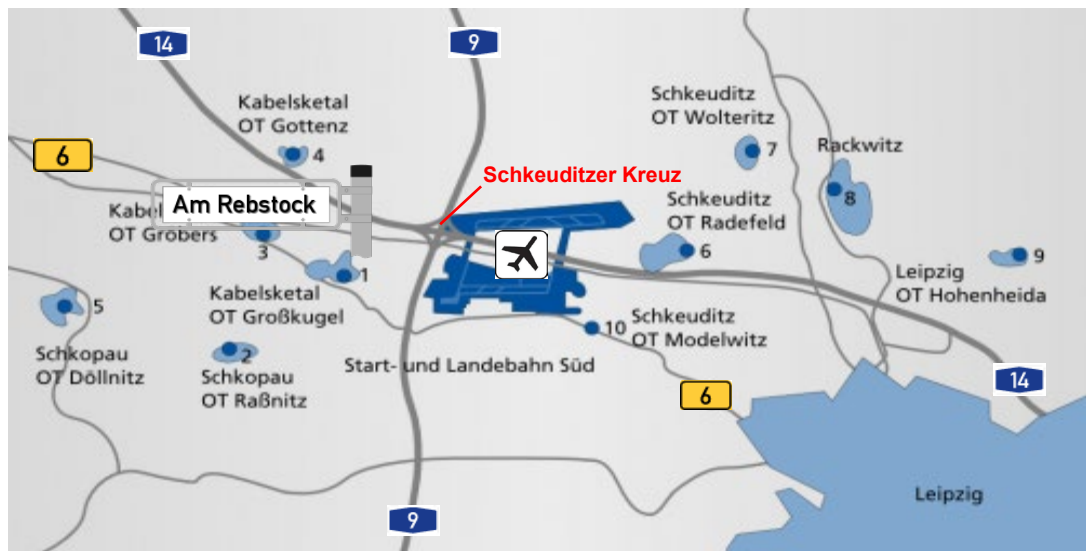 14
9
Kabelsketal
OT Gottenz
4
6
Schkeuditz
OT Wolteritz
7
Rackwitz
8
Schkeuditzer Kreuz
Am Rebstock
OT Gröbers
3
Schkeuditz
OT Radefeld
6
9
Leipzig
OT Hohenheida
1
Kabelsketal
OT Großkugel
5
Schkopau
OT Döllnitz
2
Schkopau
OT Raßnitz
10
Schkeuditz
OT Modelwitz
Start- und Landebahn Süd
6
14
Leipzig
9